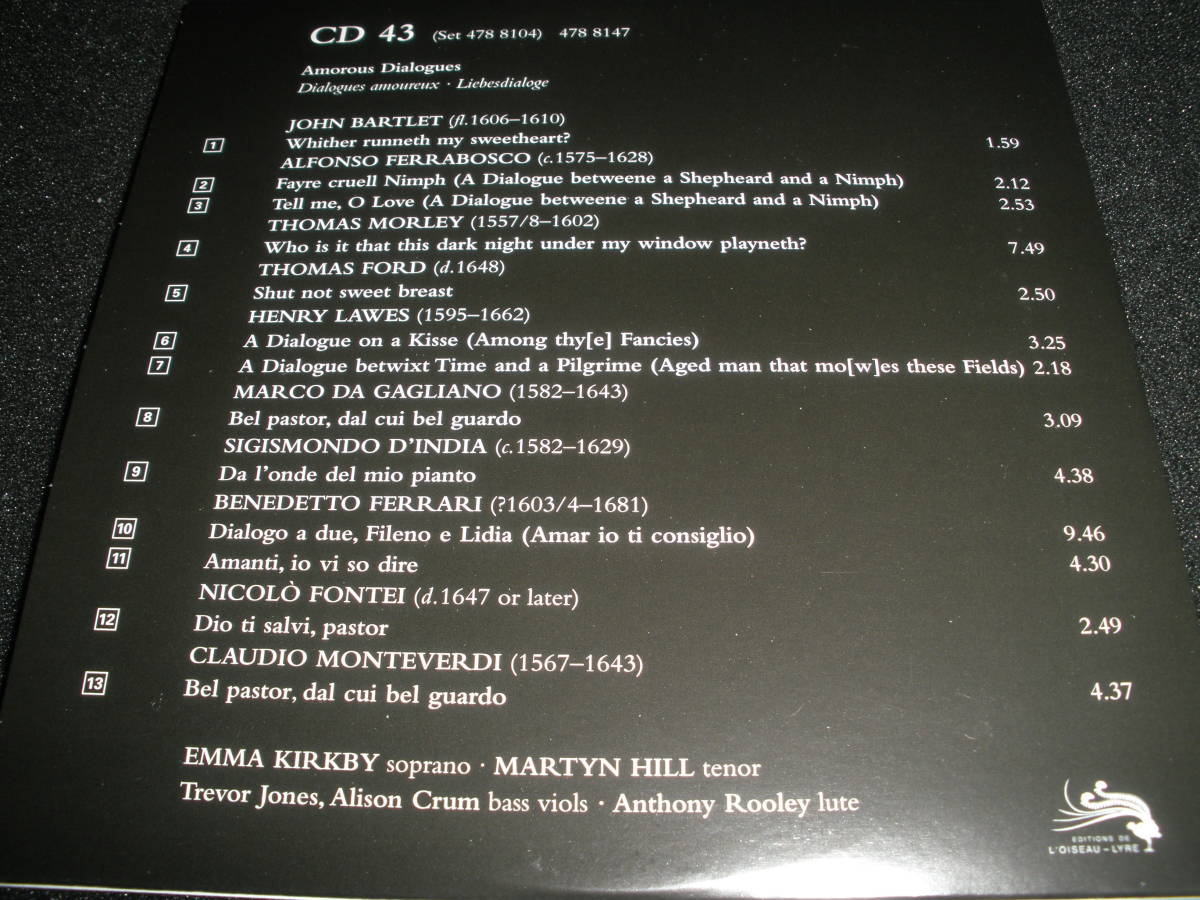 CD 43 (Set 478 8104) 478 8147
Amorous Dialogues
Dialogues amoureux · Liebesdialoge
JOHN BARTLET (fl.1606–1610)
1 Whither runneth my sweetheart? 1.59
ALFONSO FERRABOSCO (c.1575–1628)
2 Fayre cruell Nimph (A Dialogue betweene a Shepheard and a Nimph) 2.12
3 Tell me, O Love (A Dialogue betweene a Shepheard and a Nimph) 2.53
THOMAS MORLEY (1557/8–1602)
4 Who is it that this dark night under my window playneth? 7.49
THOMAS FORD (d.1648)
5 Shut not sweet breast 2.50
HENRY LAWES (1595–1662)
6 A Dialogue on a Kisse (Among thy[e] Fancies) 3.25
7 A Dialogue betwixt Time and a Pilgrime (Aged man that mo[w]es these Fields) 2.18
MARCO DA GAGLIANO (1582–1643)
8 Bel pastor, dal cui bel guardo 3.09
SIGISMONDO D'INDIA (c.1582–1629)
9 Da l'onde del mio pianto 4.38
BENEDETTO FERRARI (?1603/4–1681)
10 Dialogo a due, Fileno e Lidia (Amar io ti consiglio) 9.46
11 Amanti, io vi so dire 4.30
NICOLÒ FONTEI (d.1647 or later)
12 Dio ti salvi, pastor 2.49
CLAUDIO MONTEVERDI (1567–1643)
13 Bel pastor, dal cui bel guardo 4.37
EMMA KIRKBY soprano · MARTYN HILL tenor
Trevor Jones, Alison Crum bass viols · Anthony Rooley lute
EDITIONS DE
L'OISEAU-LYRE